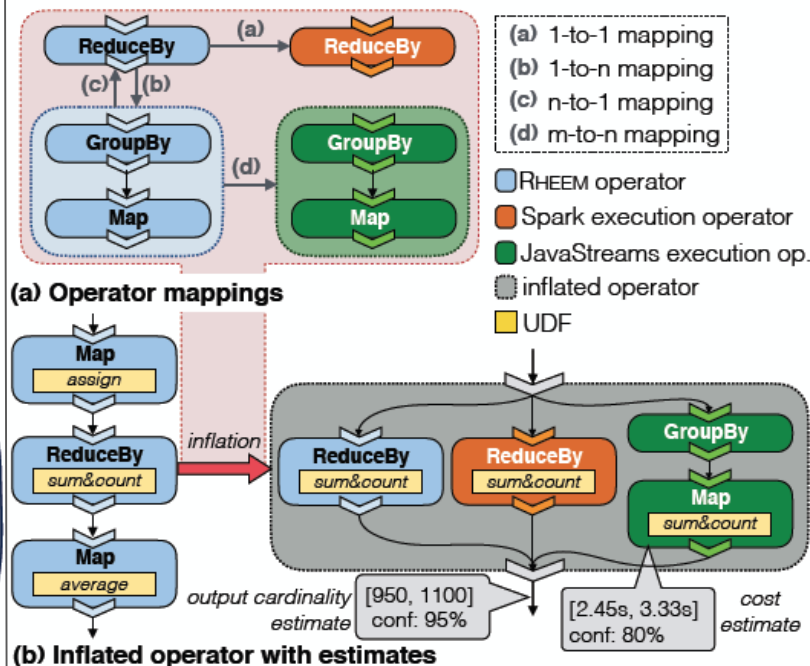 ReduceBy
(a)
ReduceBy
(c)
(b)
GroupBy
(d)
GroupBy
Map
Map
(a) Operator mappings
(a) 1-to-1 mapping
(b) 1-to-n mapping
(c) n-to-1 mapping
(d) m-to-n mapping
RHEEM operator
Spark execution operator
JavaStreams execution op.
inflated operator
UDF
Map
assign
ReduceBy
sum&count
Map
average
inflation
ReduceBy
sum&count
ReduceBy
sum&count
GroupBy
Map
sum&count
output cardinality
estimate
[950, 1100]
conf: 95%
[2.45s, 3.33s]
conf: 80%
cost
estimate
(b) Inflated operator with estimates